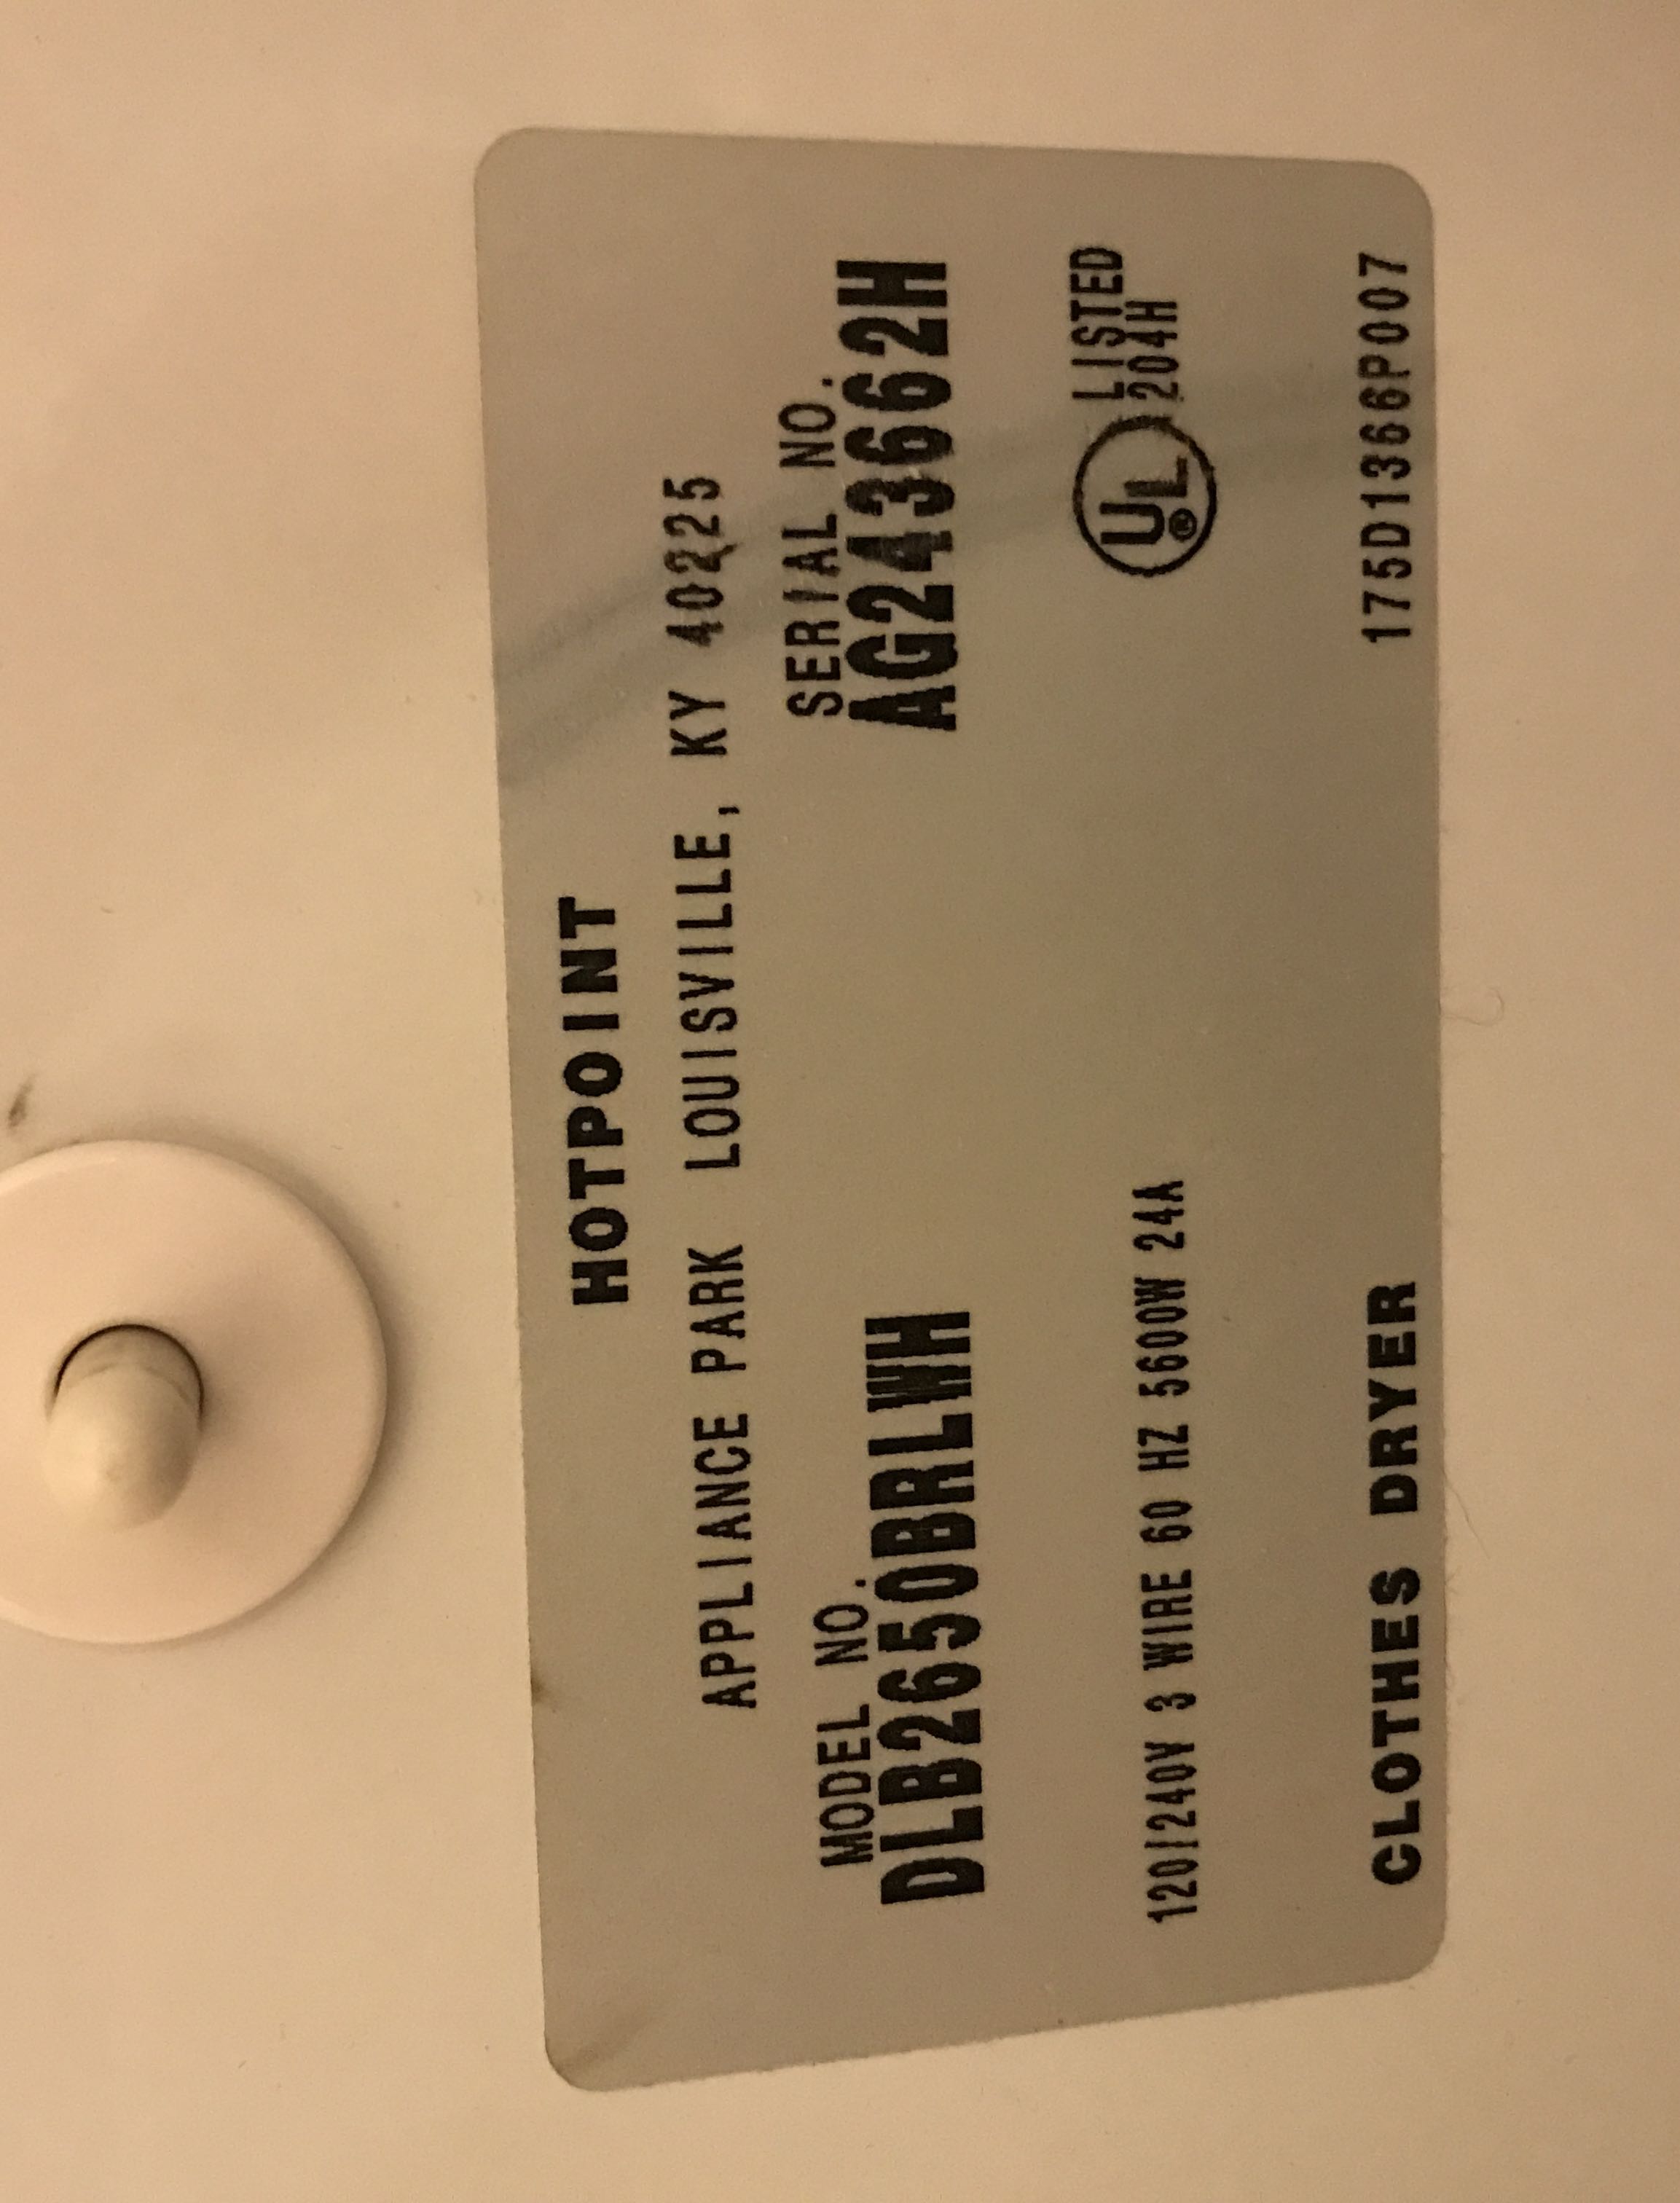 HOTPOINT
APPLIANCE PARK LOUISVILLE, KY 40225
MODEL NO.
DLB2650BRLWH
SERIAL NO.
AG243662H
120/240V 3 WIRE 60 HZ 5600W 24A
UL® LISTED
204H
CLOTHES DRYER
175D1366P007